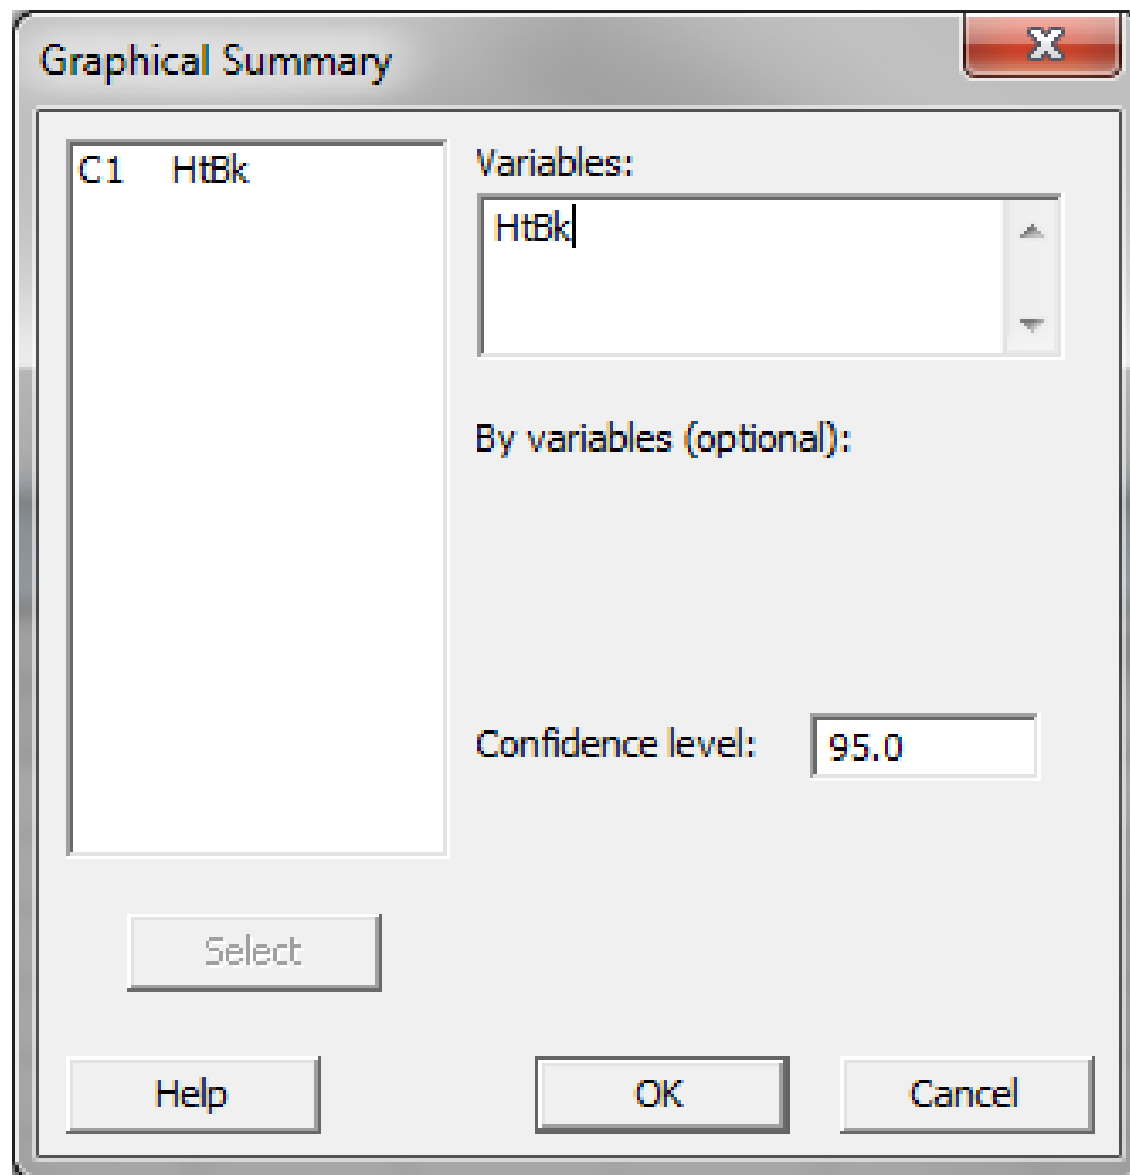 Graphical Summary
C1 HtBk
Variables:
HtBk
By variables (optional):
Confidence level: 95.0
Select
Help OK Cancel